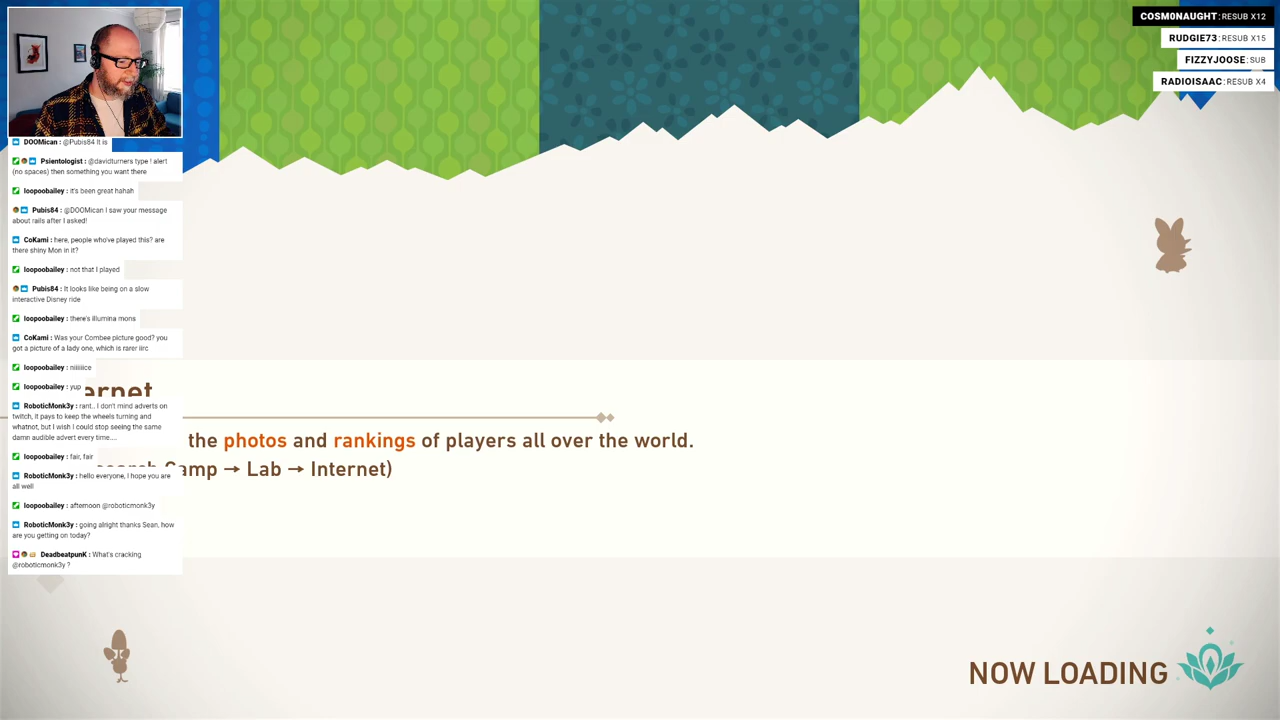 COSM0NAUGHT: RESUB X12
RUDGIE73: RESUB X15
FIZZYJOOSE: SUB
RADIOISAAC: RESUB X4
DOOMican : @Pubis84 It is
Psientologist : @davidturners type ! alert
(no spaces) then something you want there
loopoobailey : it's been great hahah
Pubis84 : @DOOMican I saw your message
about rails after I asked!
CoKami : here, people who've played this? are
there shiny Mon in it?
loopoobailey : not that I played
Pubis84 : It looks like being on a slow
interactive Disney ride
loopoobailey : there's illumina mons
CoKami : Was your Combee picture good? you
got a picture of a lady one, which is rarer iirc
loopoobailey : niiiiice
loopoobailey : yup
RoboticMonk3y : rant.. I don't mind adverts on
twitch, it pays to keep the wheels turning and
whatnot, but I wish I could stop seeing the same
damn audible advert every time....
loopoobailey : fair, fair
RoboticMonk3y : hello everyone, I hope you are
all well
loopoobailey : afternoon @roboticmonk3y
RoboticMonk3y : going alright thanks Sean, how
are you getting on today?
DeadbeatpunK : What's cracking
@roboticmonk3y ?
ernet
the photos and rankings of players all over the world.
Camp → Lab → Internet)
NOW LOADING